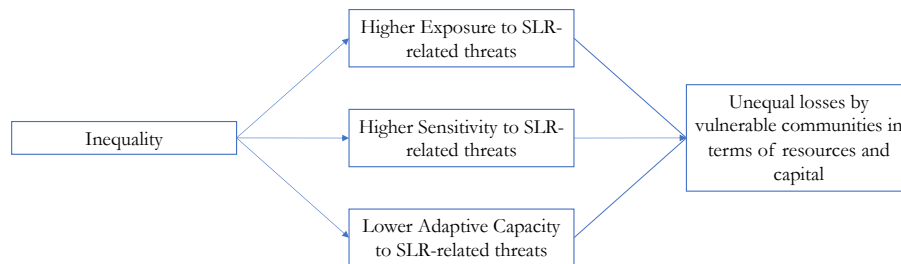 Higher Exposure to SLR-
related threats
Inequality
Higher Sensitivity to SLR-
related threats
Lower Adaptive Capacity
to SLR-related threats
Unequal losses by
vulnerable communities in
terms of resources and
capital